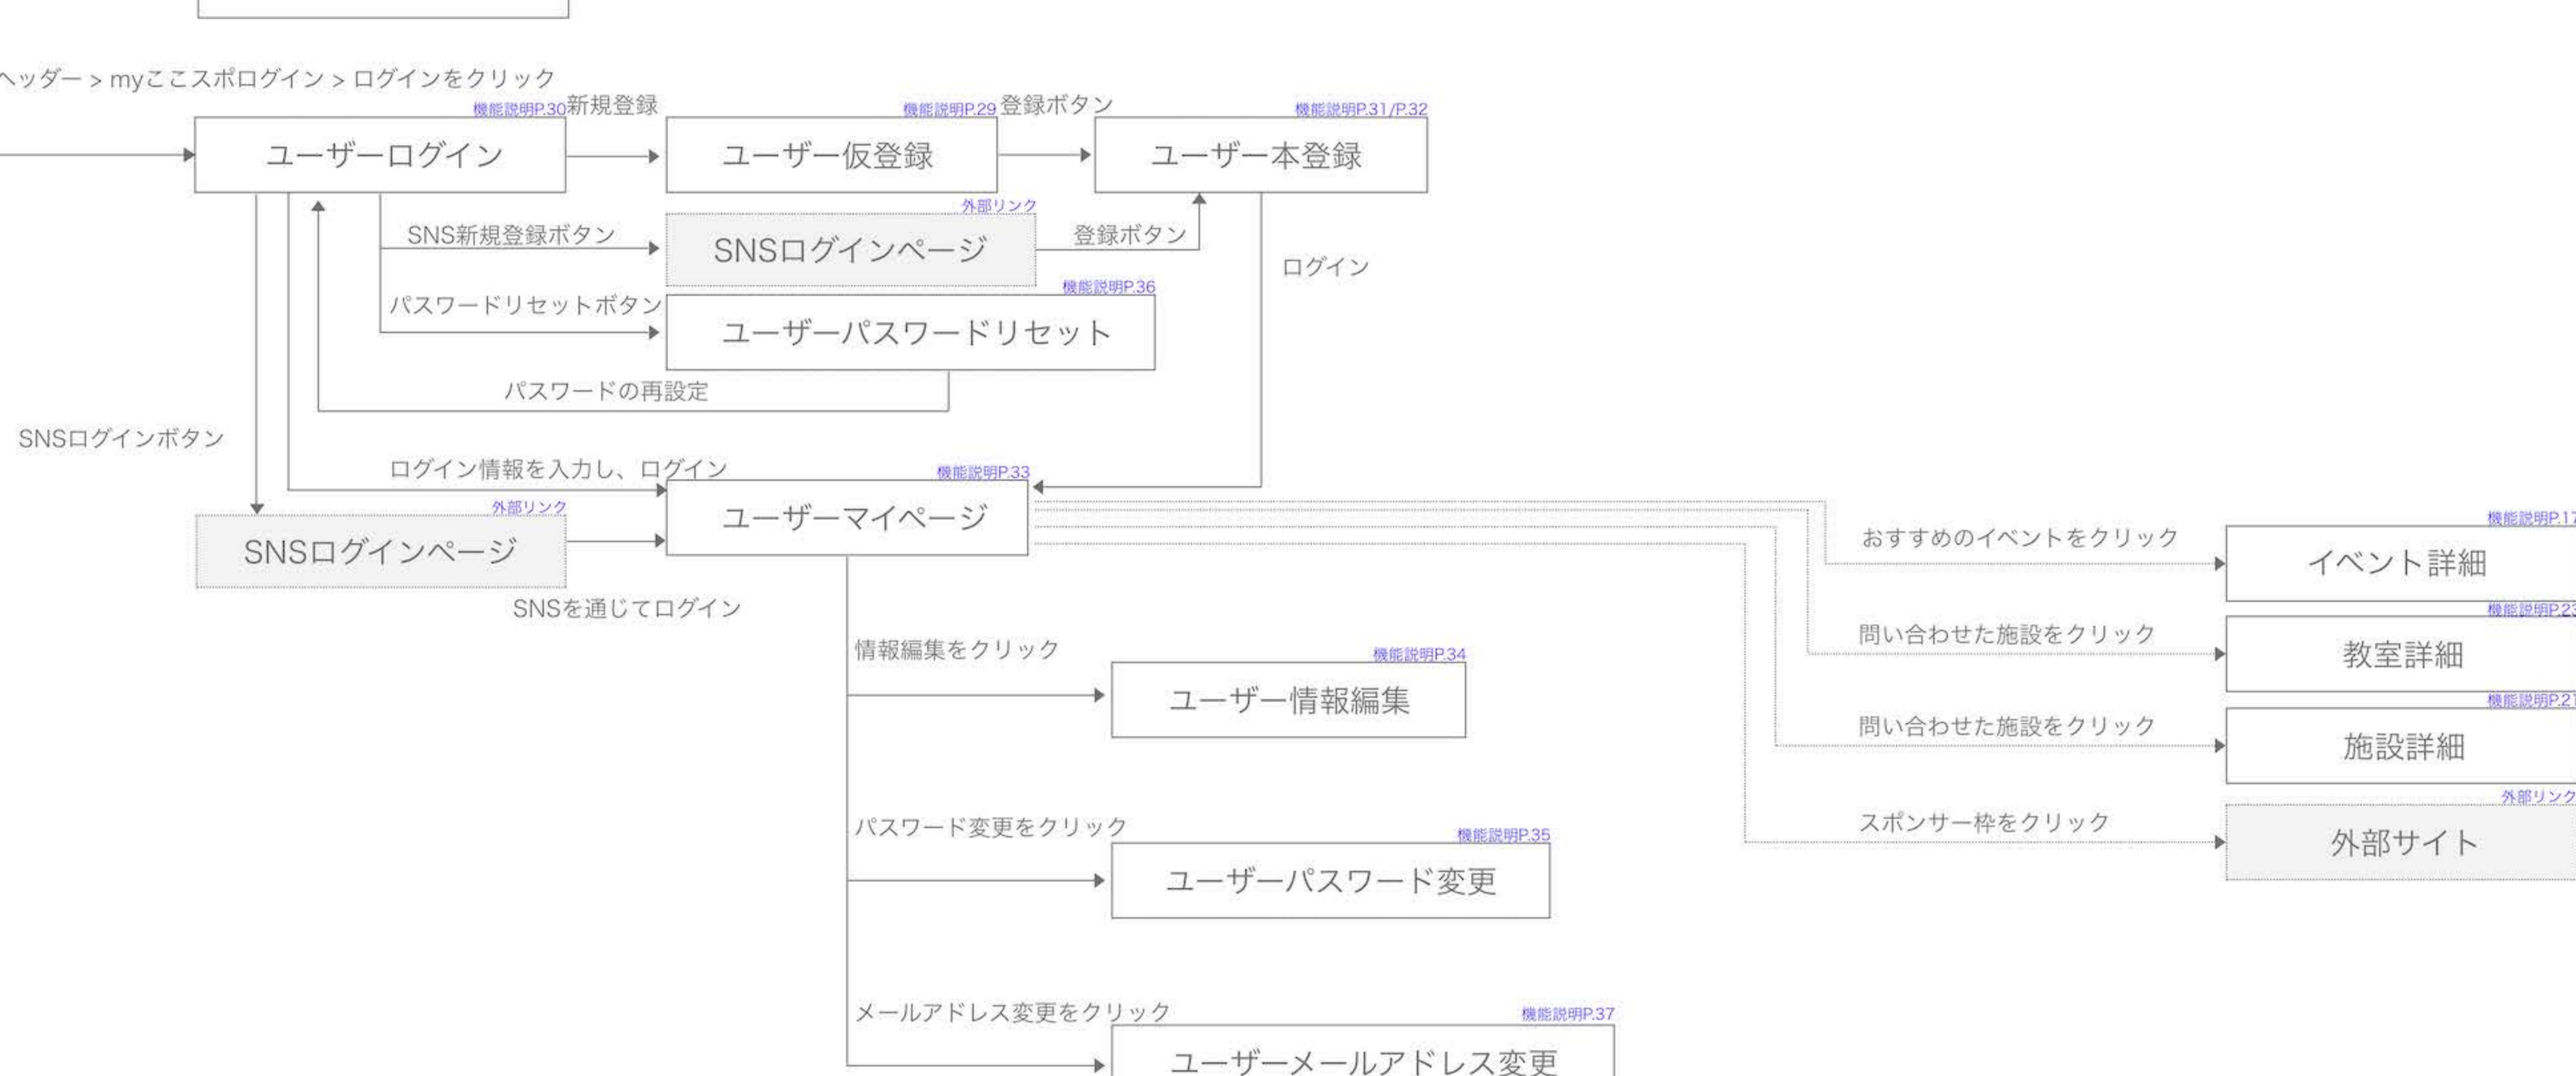 ヘッダー > myここスポログイン > ログインをクリック
機能説明P.30
新規登録
機能説明P.29
登録ボタン
機能説明P.31/P.32
ユーザーログイン
ユーザー仮登録
ユーザー本登録
外部リンク
SNS新規登録ボタン
SNSログインページ
登録ボタン
ログイン
機能説明P.36
パスワードリセットボタン
ユーザーパスワードリセット
パスワードの再設定
SNSログインボタン
ログイン情報を入力し、ログイン
機能説明P.33
ユーザーマイページ
外部リンク
SNSログインページ
SNSを通じてログイン
おすすめのイベントをクリック
機能説明P.17
イベント詳細
問い合わせた施設をクリック
機能説明P.23
教室詳細
問い合わせた施設をクリック
機能説明P.21
施設詳細
スポンサー枠をクリック
外部リンク
外部サイト
情報編集をクリック
機能説明P.34
ユーザー情報編集
パスワード変更をクリック
機能説明P.35
ユーザーパスワード変更
メールアドレス変更をクリック
機能説明P.37
ユーザーメールアドレス変更